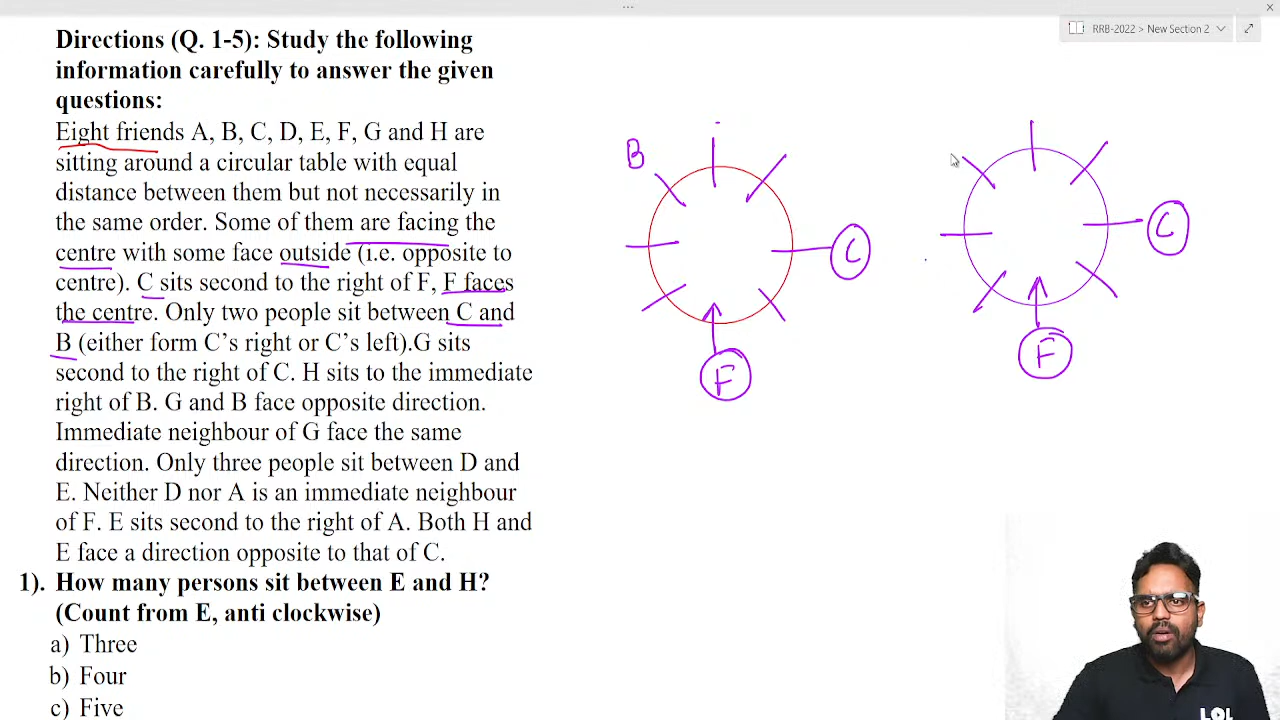 RRB-2022 > New Section 2
Directions (Q. 1-5): Study the following
information carefully to answer the given
questions:
Eight friends A, B, C, D, E, F, G and H are
sitting around a circular table with equal
distance between them but not necessarily in
the same order. Some of them are facing the
centre with some face outside (i.e. opposite to
centre). C sits second to the right of F, F faces
the centre. Only two people sit between C and
B (either form C's right or C's left).G sits
second to the right of C. H sits to the immediate
right of B. G and B face opposite direction.
Immediate neighbour of G face the same
direction. Only three people sit between D and
E. Neither D nor A is an immediate neighbour
of F. E sits second to the right of A. Both H and
E face a direction opposite to that of C.
1). How many persons sit between E and H?
(Count from E, anti clockwise)
a) Three
b) Four
c) Five
B
C
F
C
F
LOL